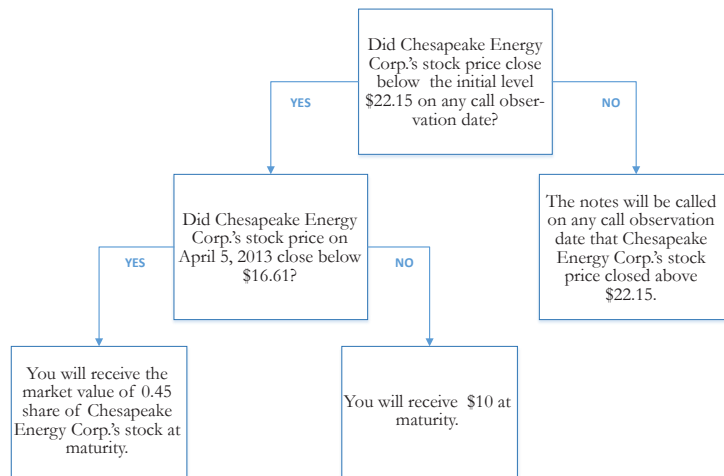 Did Chesapeake Energy
Corp.'s stock price close
below the initial level
$22.15 on any call obser-
vation date?
YES
NO
Did Chesapeake Energy
Corp.'s stock price on
April 5, 2013 close below
$16.61?
The notes will be called
on any call observation
date that Chesapeake
Energy Corp.'s stock
price closed above
$22.15.
YES
NO
You will receive the
market value of 0.45
share of Chesapeake
Energy Corp.'s stock at
maturity.
You will receive $10 at
maturity.